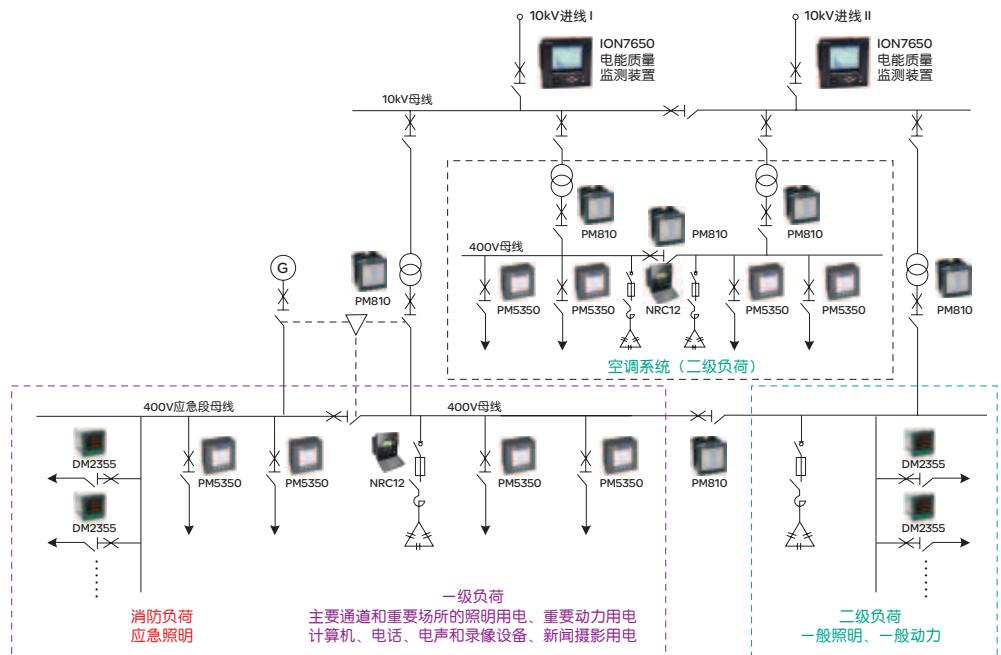 10kV进线 I
10kV进线 II
ION7650
电能质量
监测装置
ION7650
电能质量
监测装置
10kV母线
PM810
PM810
PM810
400V母线
G
PM810
PM5350
PM5350
NRC12
PM5350
PM5350
PM810
空调系统（二级负荷）
400V应急段母线
400V母线
DM2355
PM5350
PM5350
NRC12
PM5350
PM5350
PM810
DM2355
DM2355
DM2355
消防负荷
应急照明
一级负荷
主要通道和重要场所的照明用电、重要动力用电
计算机、电话、电声和录像设备、新闻摄影用电
二级负荷
一般照明、一般动力